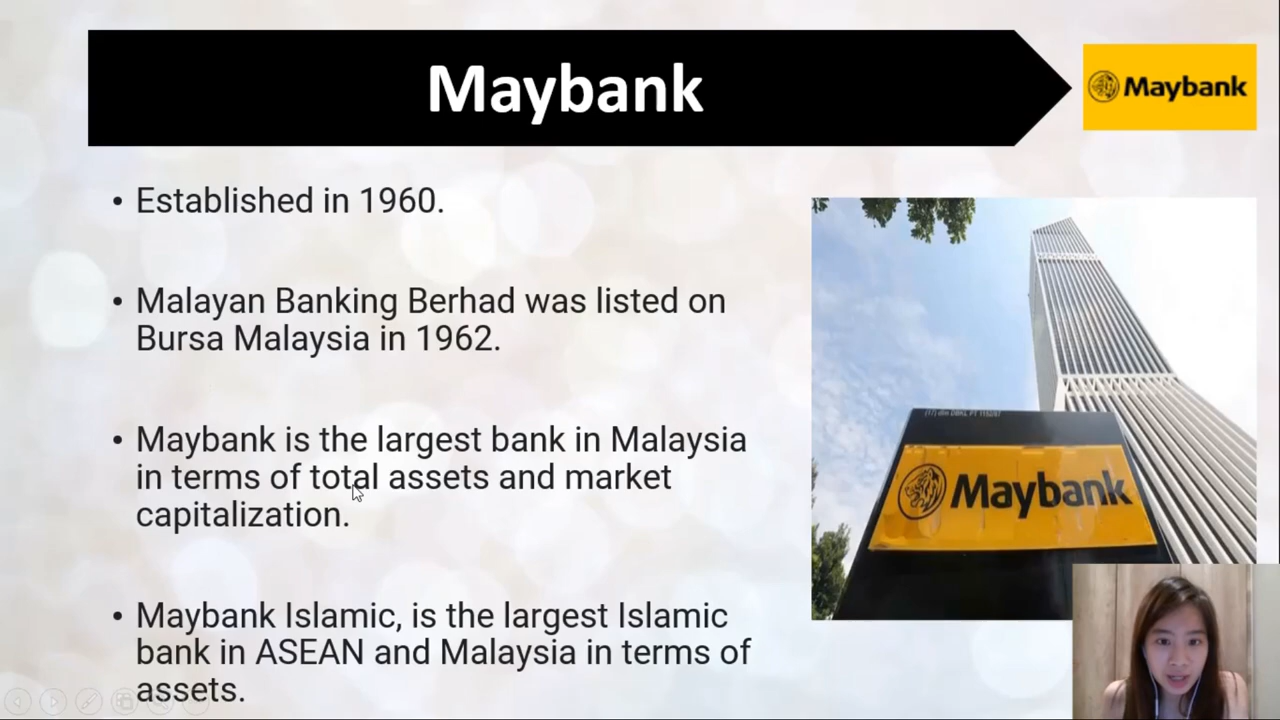 Maybank
Maybank
• Established in 1960.
• Malayan Banking Berhad was listed on
Bursa Malaysia in 1962.
• Maybank is the largest bank in Malaysia
in terms of total assets and market
capitalization.
• Maybank Islamic, is the largest Islamic
bank in ASEAN and Malaysia in terms of
assets.
Maybank